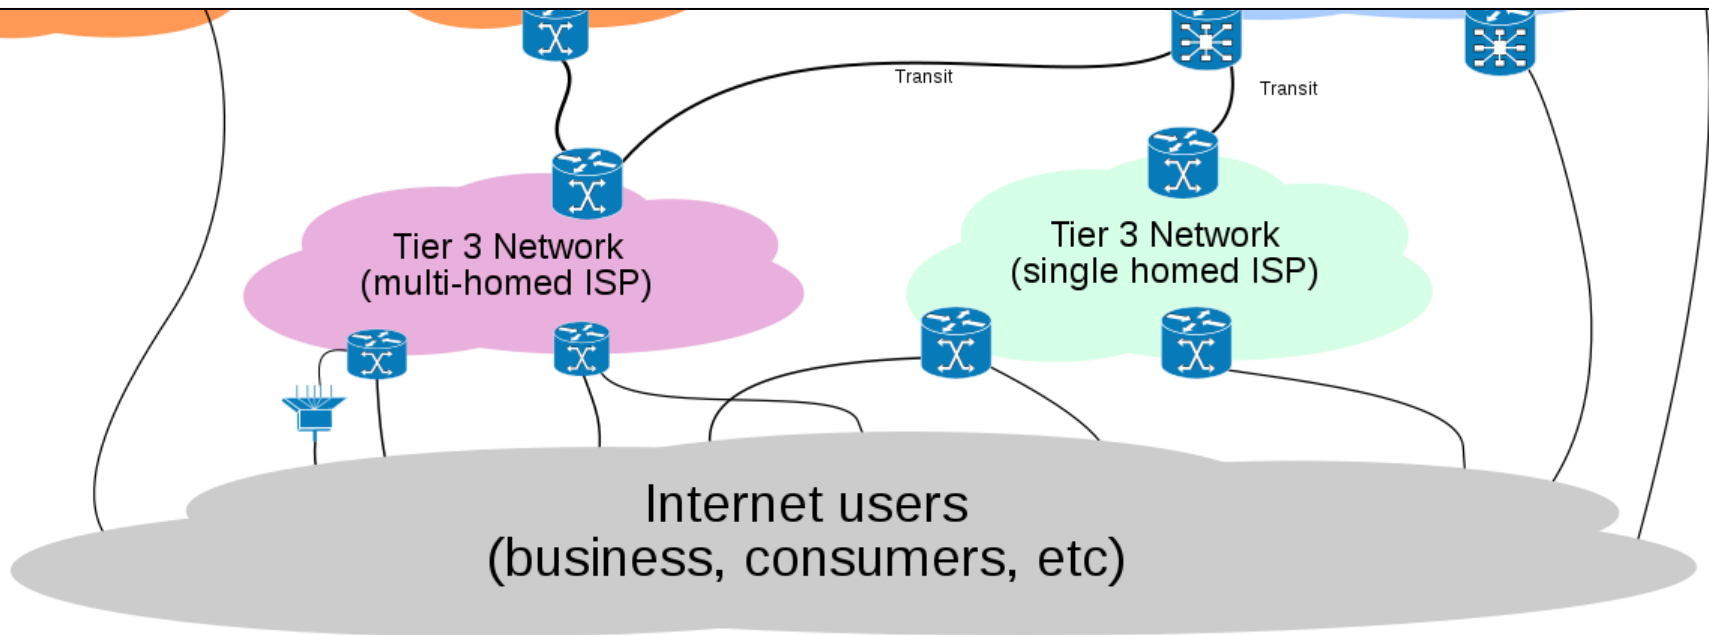 Transit
Transit
Tier 3 Network
(multi-homed ISP)
Tier 3 Network
(single homed ISP)
Internet users
(business, consumers, etc)